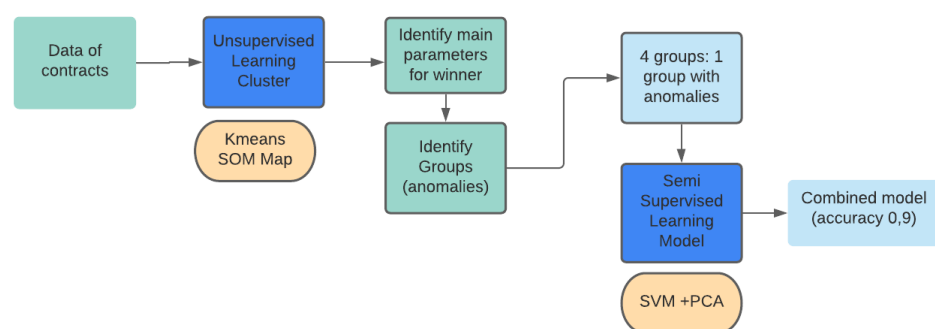 Data of
contracts
Unsupervised
Learning
Cluster
Kmeans
SOM Map
Identify main
parameters
for winner
Identify
Groups
(anomalies)
4 groups: 1
group with
anomalies
Semi
Supervised
Learning
Model
SVM +PCA
Combined model
(accuracy 0,9)